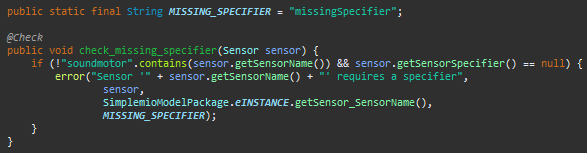 public static final String MISSING_SPECIFIER = "missingSpecifier";
@Check
public void check_missing_specifier(Sensor sensor) {
if (!"soundmotor".contains(sensor.getSensorName()) && sensor.getSensorSpecifier() == null) {
error("Sensor '" + sensor.getSensorName() + "' requires a specifier",
sensor,
SimplemioModelPackage.eINSTANCE.getSensor_SensorName(),
MISSING_SPECIFIER);
}
}